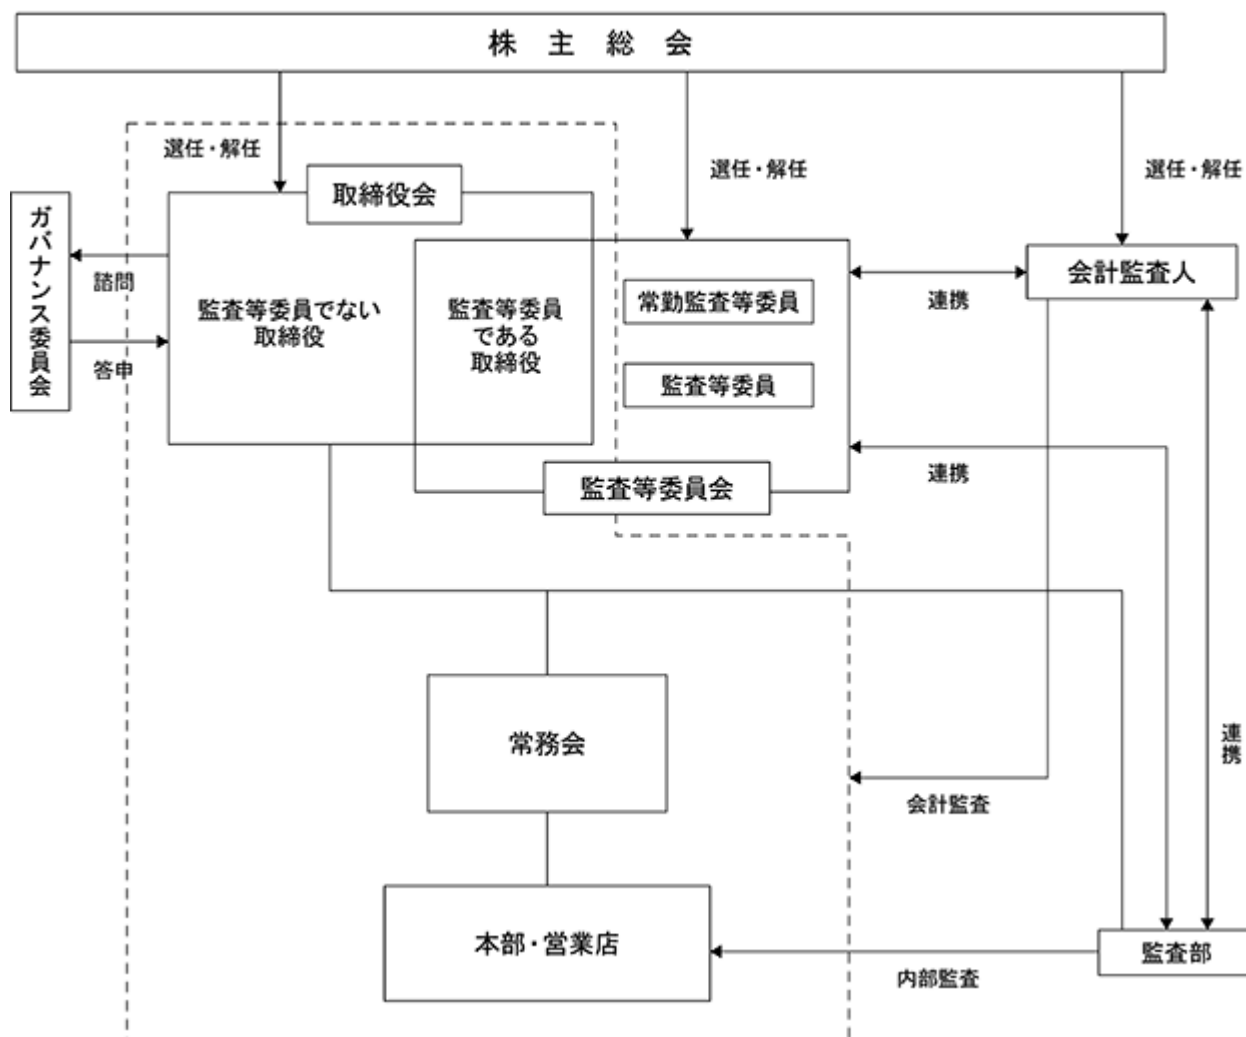 株主総会
選任・解任
選任・解任
選任・解任
取締役会
ガバナンス委員会
諮問
答申
監査等委員でない
取締役
監査等委員
である
取締役
常勤監査等委員
監査等委員
監査等委員会
会計監査人
連携
連携
連携
常務会
会計監査
本部・営業店
内部監査
監査部